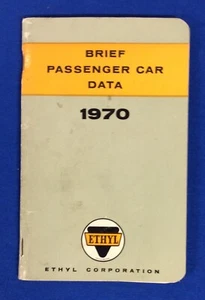 BRIEF
PASSENGER CAR
DATA
1970
ETHYL
ETHYL CORPORATION